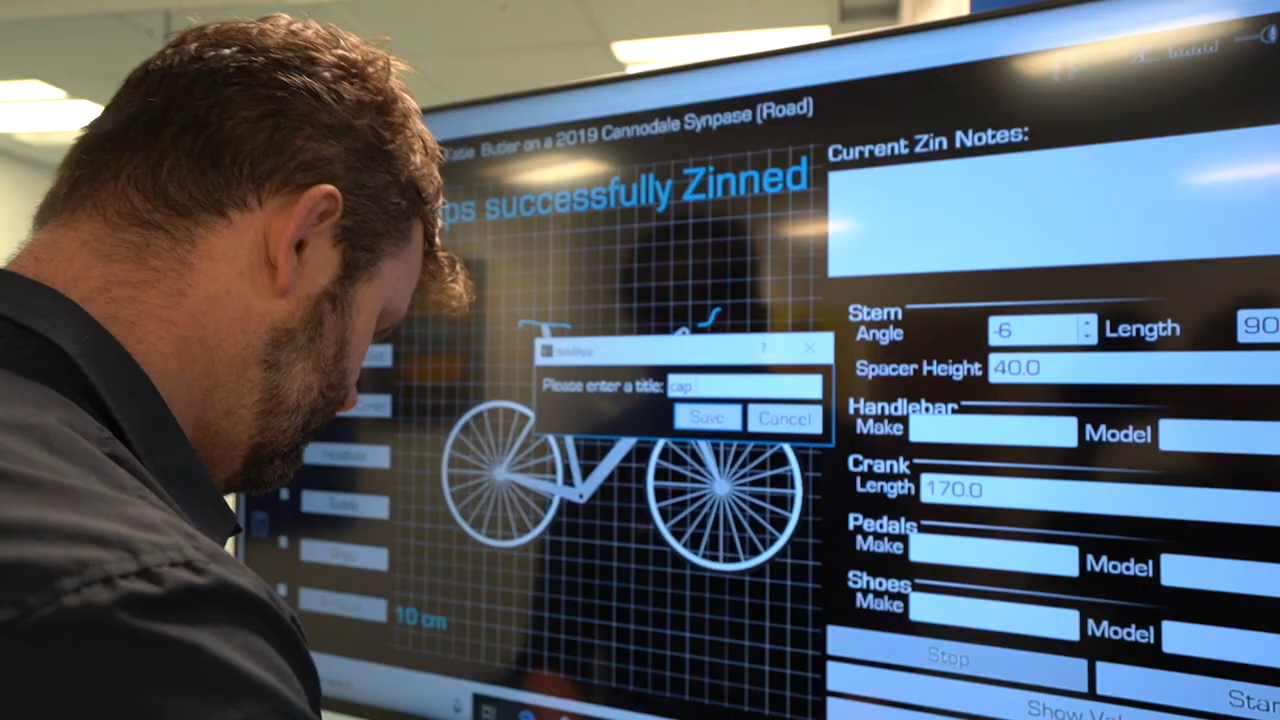 Katie Butler on a 2019 Cannodale Synpase (Road)
ps successfully Zinned
Current Zin Notes:
Stem
Angle -6 Length 90
Spacer Height 40.0
Please enter a title: cap
Save Cancel
Handlebar
Make Model
Crank
Length 170.0
Pedals
Make Model
Shoes
Make Model
10 cm
Stop Star
Show Vel